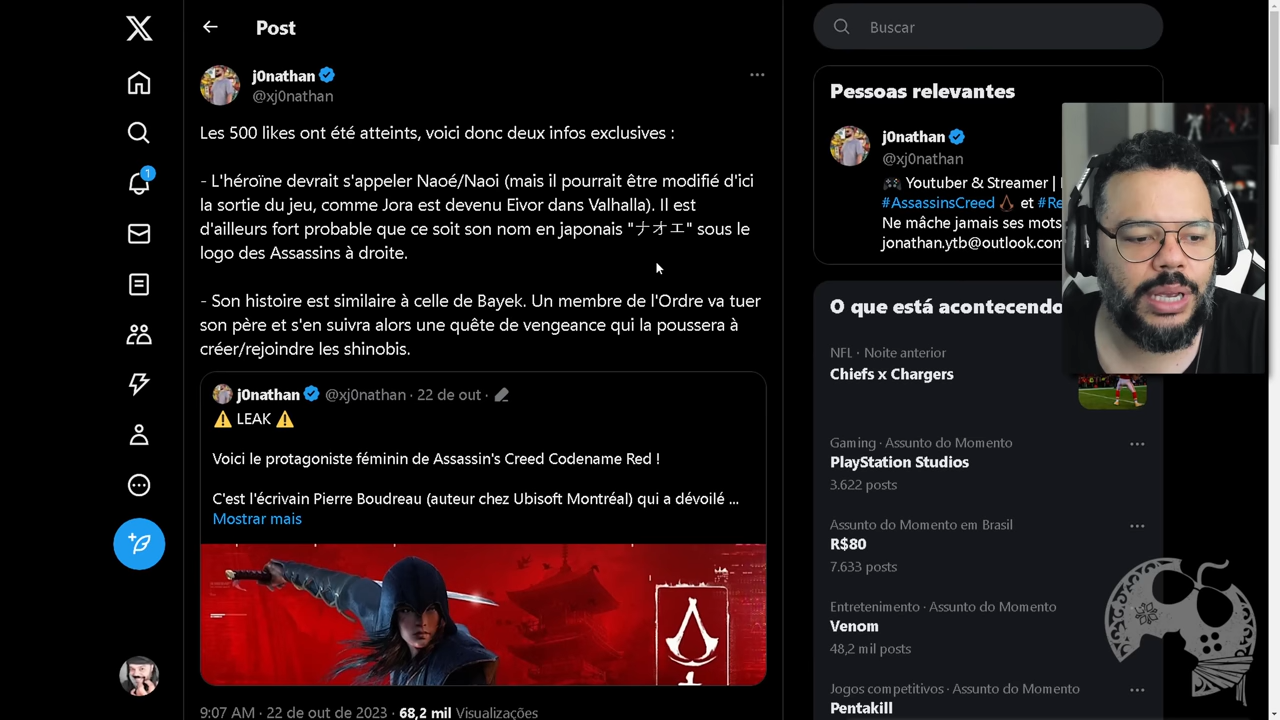 Post
j0nathan
@xj0nathan
Les 500 likes ont été atteints, voici donc deux infos exclusives :
- L'héroïne devrait s'appeler Naoé/Naoi (mais il pourrait être modifié d'ici
la sortie du jeu, comme Jora est devenu Eivor dans Valhalla). Il est
d'ailleurs fort probable que ce soit son nom en japonais "ナオエ" sous le
logo des Assassins à droite.
- Son histoire est similaire à celle de Bayek. Un membre de l'Ordre va tuer
son père et s'en suivra alors une quête de vengeance qui la poussera à
créer/rejoindre les shinobis.
j0nathan @xj0nathan · 22 de out ·
⚠️ LEAK ⚠️
Voici le protagoniste féminin de Assassin's Creed Codename Red !
C'est l'écrivain Pierre Boudreau (auteur chez Ubisoft Montréal) qui a dévoilé ...
Mostrar mais
9:07 AM · 22 de out de 2023 · 68,2 mil Visualizações
1
Buscar
Pessoas relevantes
j0nathan
@xj0nathan
🎮 Youtuber & Streamer |
#AssassinsCreed et #Re
Ne mâche jamais ses mots
jonathan.ytb@outlook.com
O que está acontecendo
NFL · Noite anterior
Chiefs x Chargers
Gaming · Assunto do Momento
PlayStation Studios
3.622 posts
Assunto do Momento em Brasil
R$80
7.633 posts
Entretenimento · Assunto do Momento
Venom
48,2 mil posts
Jogos competitivos · Assunto do Momento
Pentakill